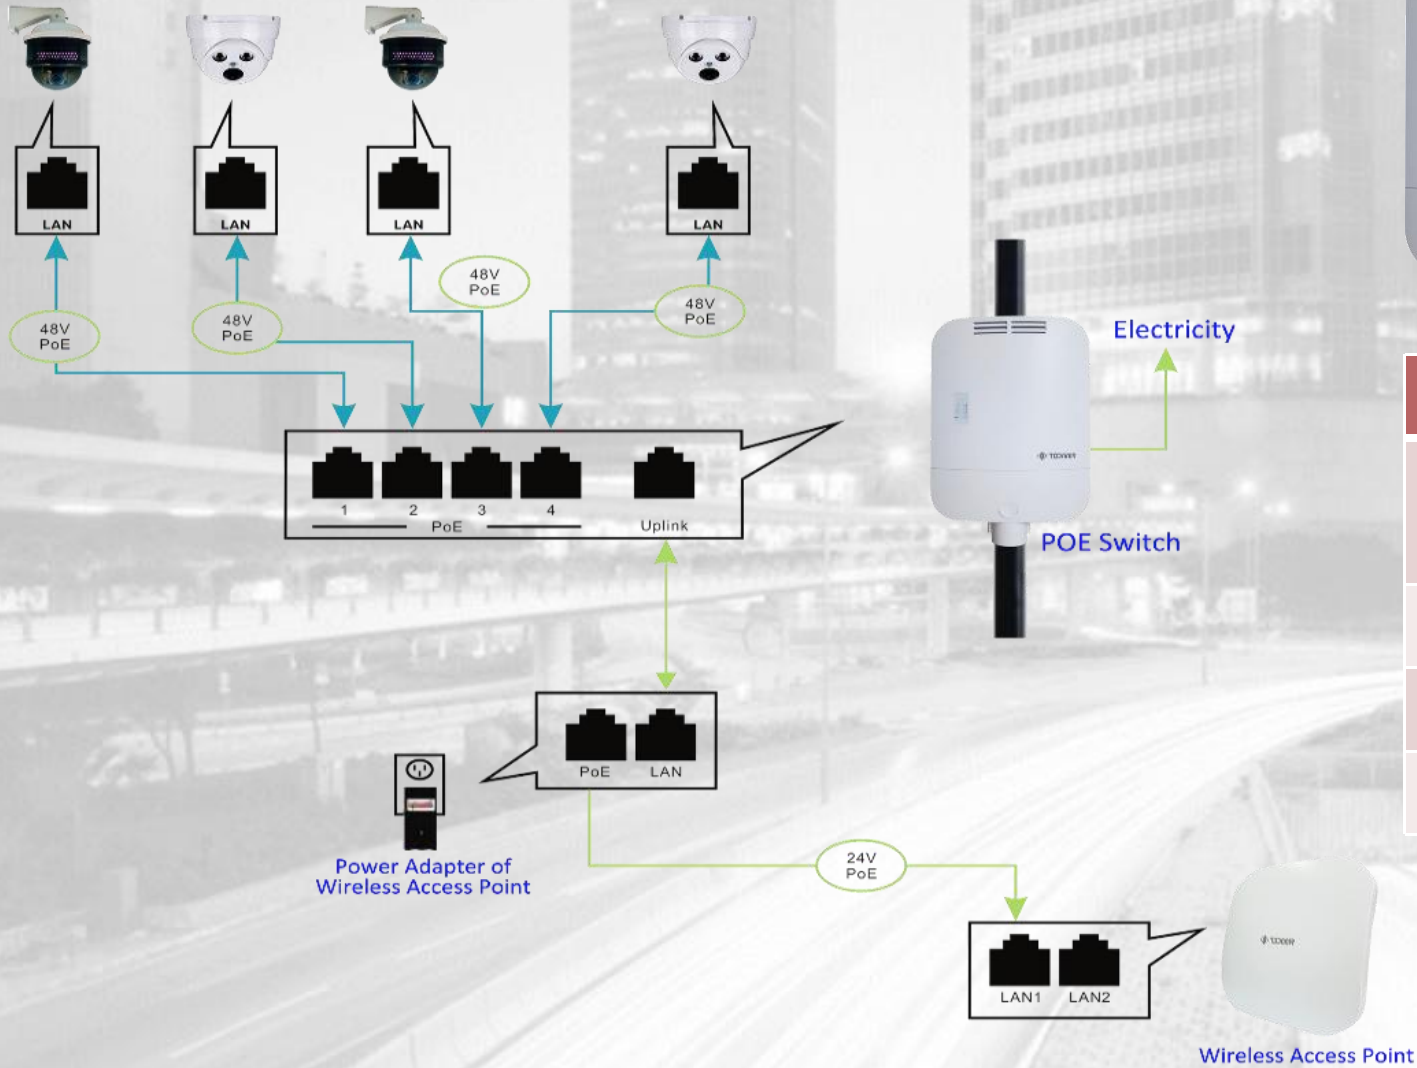 LAN
LAN
LAN
LAN
48V
PoE
48V
PoE
48V
PoE
48V
PoE
Electricity
1
2
3
4
PoE
Uplink
POE Switch
PoE
LAN
Power Adapter of
Wireless Access Point
24V
PoE
LAN1
LAN2
Wireless Access Point